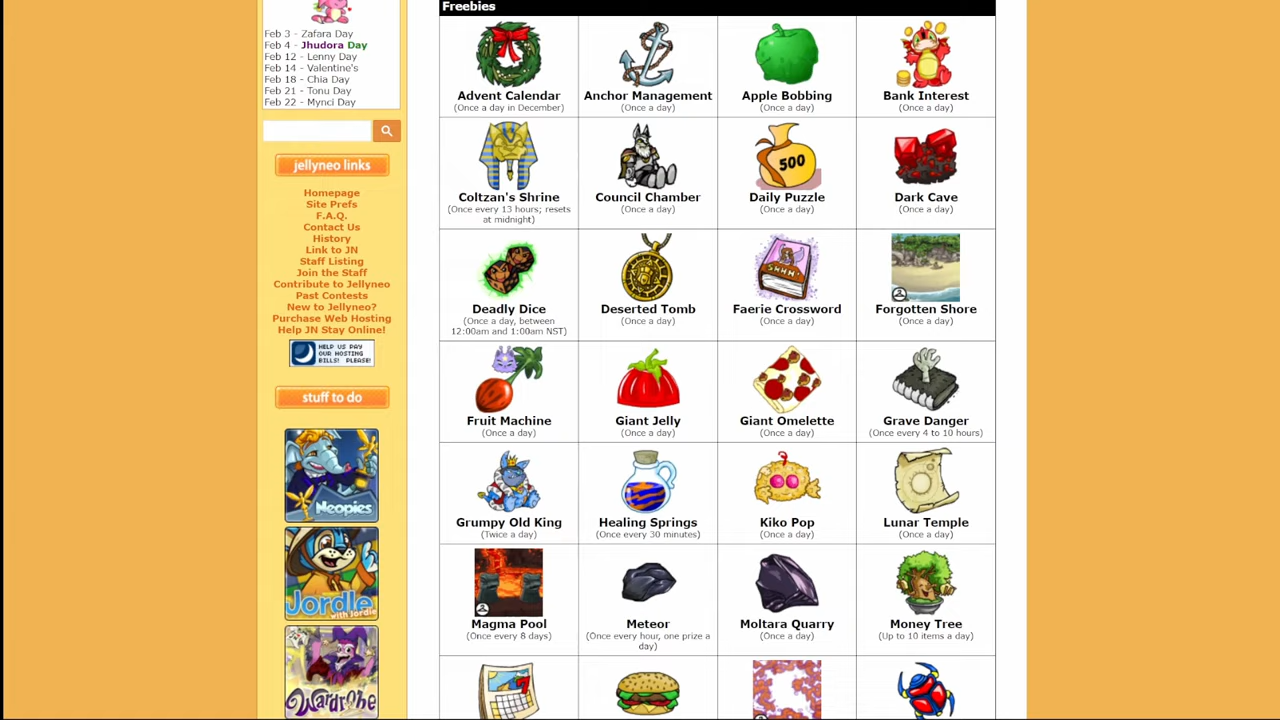 Feb 3 - Zafara Day
Feb 4 - Jhudora Day
Feb 12 - Lenny Day
Feb 14 - Valentine's
Feb 18 - Chia Day
Feb 21 - Tonu Day
Feb 22 - Mynci Day
jellyneo links
Homepage
Site Prefs
F.A.Q.
Contact Us
History
Link to JN
Staff Listing
Join the Staff
Contribute to Jellyneo
Past Contests
New to Jellyneo?
Purchase Web Hosting
Help JN Stay Online!
HELP US PAY
OUR HOSTING
BILLS! PLEASE!
stuff to do
Neopies
Jordle
with Jordie
Wardrobe
Freebies
Advent Calendar
(Once a day in December)
Anchor Management
(Once a day)
Apple Bobbing
(Once a day)
Bank Interest
(Once a day)
Coltzan's Shrine
(Once every 13 hours; resets
at midnight)
Council Chamber
(Once a day)
500
Daily Puzzle
(Once a day)
Dark Cave
(Once a day)
Deadly Dice
(Once a day, between
12:00am and 1:00am NST)
Deserted Tomb
(Once a day)
Faerie Crossword
(Once a day)
Forgotten Shore
(Once a day)
Fruit Machine
(Once a day)
Giant Jelly
(Once a day)
Giant Omelette
(Once a day)
Grave Danger
(Once every 4 to 10 hours)
Grumpy Old King
(Twice a day)
Healing Springs
(Once every 30 minutes)
Kiko Pop
(Once a day)
Lunar Temple
(Once a day)
Magma Pool
(Once every 8 days)
Meteor
(Once every hour, one prize a
day)
Moltara Quarry
(Once a day)
Money Tree
(Up to 10 items a day)
7